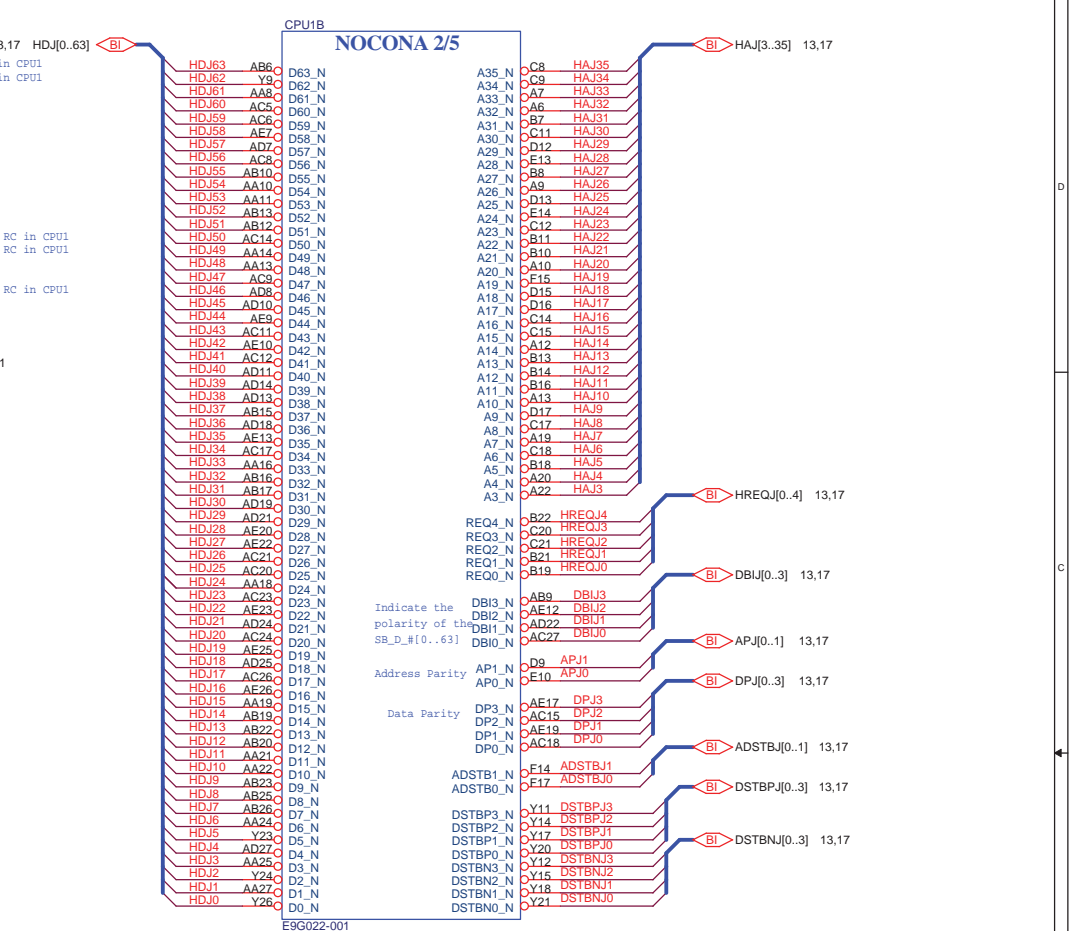 CPU1B
NOCONA 2/5
3,17 HDJ[0..63] BI
BI HAJ[3..35] 13,17
in CPU1
in CPU1
HDJ63 AB6 D63_N A35_N C8 HAJ35
HDJ62 Y9 D62_N A34_N C9 HAJ34
HDJ61 AA8 D61_N A33_N A7 HAJ33
HDJ60 AC5 D60_N A32_N A6 HAJ32
HDJ59 AC6 D59_N A31_N B7 HAJ31
HDJ58 AE7 D58_N A30_N C11 HAJ30
HDJ57 AD7 D57_N A29_N D12 HAJ29
HDJ56 AC8 D56_N A28_N E13 HAJ28
HDJ55 AB10 D55_N A27_N B8 HAJ27
HDJ54 AA10 D54_N A26_N A9 HAJ26
HDJ53 AA11 D53_N A25_N D13 HAJ25
HDJ52 AB13 D52_N A24_N E14 HAJ24
HDJ51 AB12 D51_N A23_N C12 HAJ23
RC in CPU1
HDJ50 AC14 D50_N A22_N B11 HAJ22
RC in CPU1
HDJ49 AA14 D49_N A21_N B10 HAJ21
HDJ48 AA13 D48_N A20_N A10 HAJ20
HDJ47 AC9 D47_N A19_N F15 HAJ19
RC in CPU1
HDJ46 AD8 D46_N A18_N D15 HAJ18
HDJ45 AD10 D45_N A17_N D16 HAJ17
HDJ44 AE9 D44_N A16_N C14 HAJ16
HDJ43 AC11 D43_N A15_N C15 HAJ15
HDJ42 AE10 D42_N A14_N A12 HAJ14
1
HDJ41 AC12 D41_N A13_N B13 HAJ13
HDJ40 AD11 D40_N A12_N B14 HAJ12
HDJ39 AD14 D39_N A11_N B16 HAJ11
HDJ38 AD13 D38_N A10_N A13 HAJ10
HDJ37 AB15 D37_N A9_N D17 HAJ9
HDJ36 AD18 D36_N A8_N C17 HAJ8
HDJ35 AE13 D35_N A7_N A19 HAJ7
HDJ34 AC17 D34_N A6_N C18 HAJ6
HDJ33 AA16 D33_N A5_N B18 HAJ5
HDJ32 AB16 D32_N A4_N A20 HAJ4
HDJ31 AB17 D31_N A3_N A22 HAJ3
BI HREQJ[0..4] 13,17
HDJ30 AD19 D30_N
HDJ29 AD21 D29_N REQ4_N B22 HREQJ4
HDJ28 AE20 D28_N REQ3_N C20 HREQJ3
HDJ27 AE22 D27_N REQ2_N C21 HREQJ2
HDJ26 AC21 D26_N REQ1_N B21 HREQJ1
HDJ25 AC20 D25_N REQ0_N B19 HREQJ0
BI DBIJ[0..3] 13,17
HDJ24 AA18 D24_N
HDJ23 AC23 D23_N DBI3_N AB9 DBIJ3
HDJ22 AE23 D22_N DBI2_N AE12 DBIJ2
HDJ21 AD24 D21_N DBI1_N AD22 DBIJ1
HDJ20 AC24 D20_N DBI0_N AC27 DBIJ0
Indicate the
polarity of the
SB_D_#[0..63]
BI APJ[0..1] 13,17
HDJ19 AE25 D19_N
HDJ18 AD25 D18_N AP1_N D9 APJ1
Address Parity
HDJ17 AC26 D17_N AP0_N E10 APJ0
BI DPJ[0..3] 13,17
HDJ16 AE26 D16_N
HDJ15 AA19 D15_N DP3_N AE17 DPJ3
Data Parity
HDJ14 AB19 D14_N DP2_N AC15 DPJ2
HDJ13 AB22 D13_N DP1_N AE19 DPJ1
HDJ12 AB20 D12_N DP0_N AC18 DPJ0
BI ADSTBJ[0..1] 13,17
HDJ11 AA21 D11_N
HDJ10 AA22 D10_N ADSTB1_N F14 ADSTBJ1
HDJ9 AB23 D9_N ADSTB0_N F17 ADSTBJ0
BI DSTBPJ[0..3] 13,17
HDJ8 AB25 D8_N
HDJ7 AB26 D7_N DSTBP3_N Y11 DSTBPJ3
HDJ6 AA24 D6_N DSTBP2_N Y14 DSTBPJ2
HDJ5 Y23 D5_N DSTBP1_N Y17 DSTBPJ1
BI DSTBNJ[0..3] 13,17
HDJ4 AD27 D4_N DSTBP0_N Y20 DSTBPJ0
HDJ3 AA25 D3_N DSTBN3_N Y12 DSTBNJ3
HDJ2 Y24 D2_N DSTBN2_N Y15 DSTBNJ2
HDJ1 AA27 D1_N DSTBN1_N Y18 DSTBNJ1
HDJ0 Y26 D0_N DSTBN0_N Y21 DSTBNJ0
E9G022-001
D
C